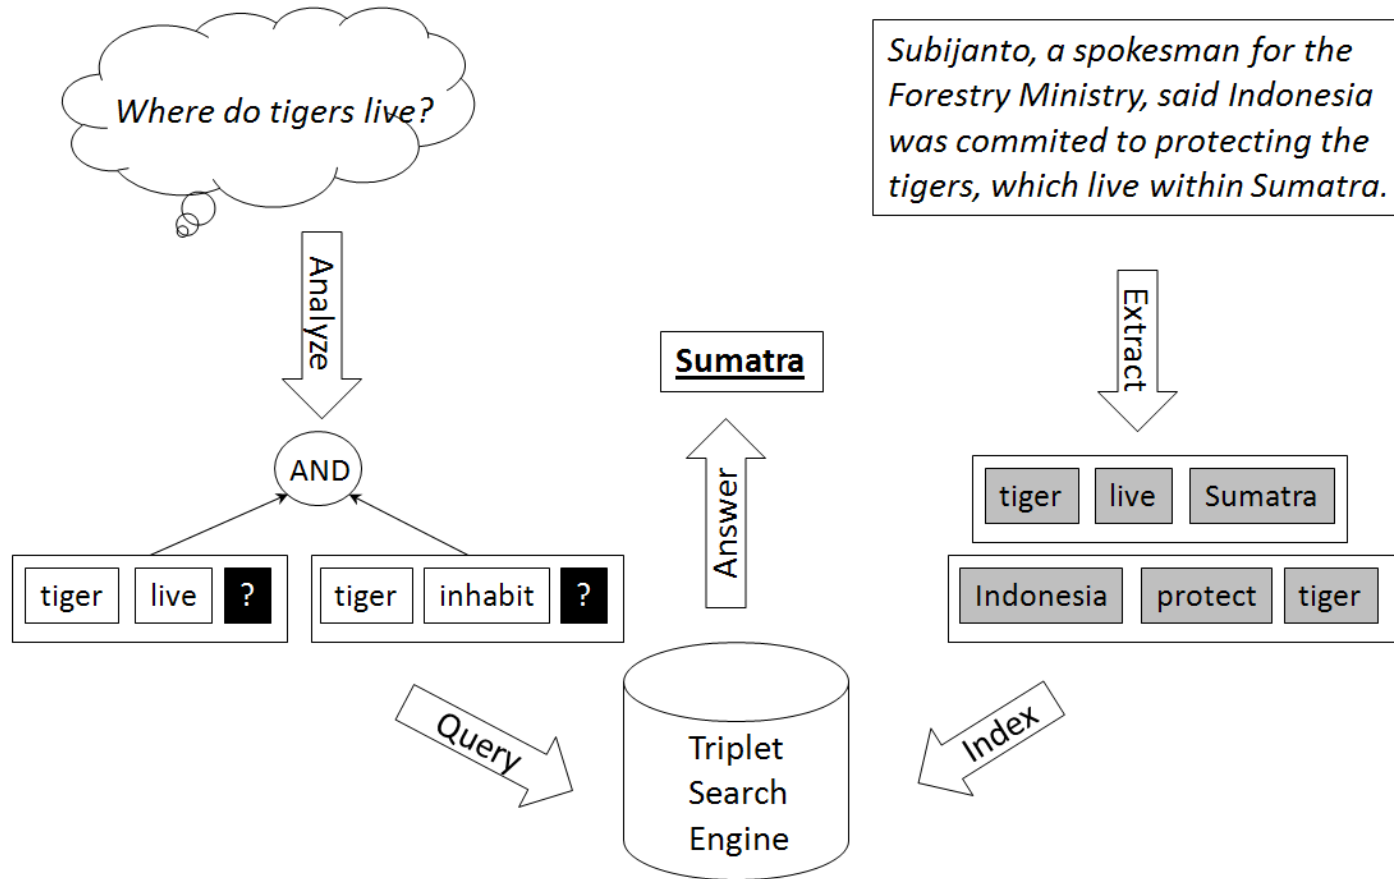 Where do tigers live?
Subijanto, a spokesman for the
Forestry Ministry, said Indonesia
was commited to protecting the
tigers, which live within Sumatra.
Analyze
Extract
Sumatra
AND
Answer
tiger live Sumatra
tiger live ?
tiger inhabit ?
Indonesia protect tiger
Query
Index
Triplet
Search
Engine